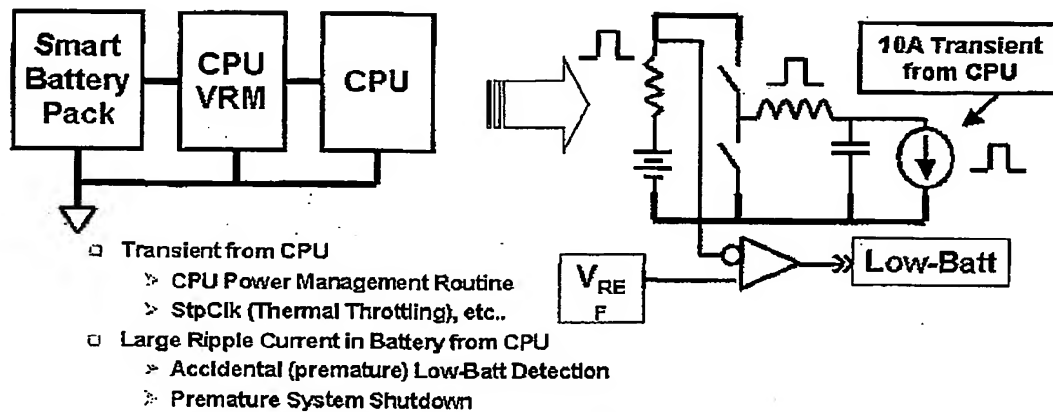 Smart
Battery
Pack
CPU
VRM
CPU
10A Transient
from CPU
V_RE
F
Low-Batt
□ Transient from CPU
➢ CPU Power Management Routine
➢ StpClk (Thermal Throttling), etc..
□ Large Ripple Current in Battery from CPU
➢ Accidental (premature) Low-Batt Detection
➢ Premature System Shutdown